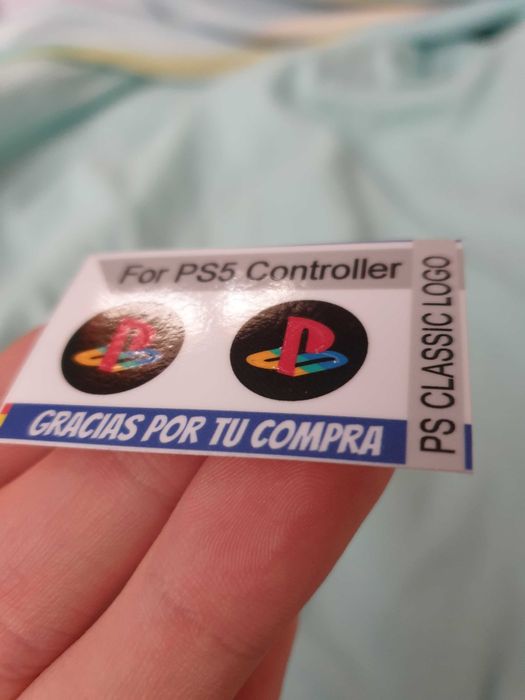 For PS5 Controller
GRACIAS POR TU COMPRA
PS CLASSIC LOGO